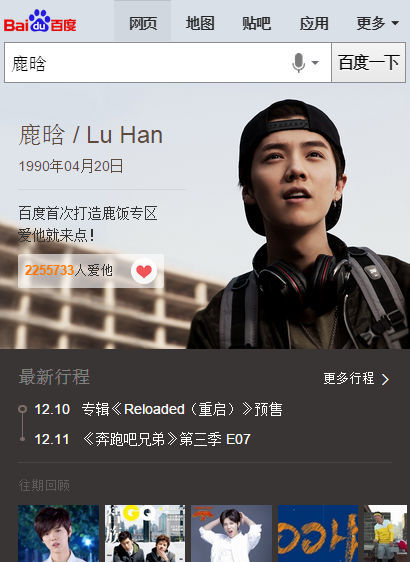 Bai du 百度
网页 地图 贴吧 应用 更多
鹿晗 百度一下
鹿晗 / Lu Han
1990年04月20日
百度首次打造鹿饭专区
爱他就来点！
2255733人爱他
最新行程 更多行程
12.10 专辑《Reloaded（重启）》预售
12.11 《奔跑吧兄弟》第三季 E07
往期回顾
GQ